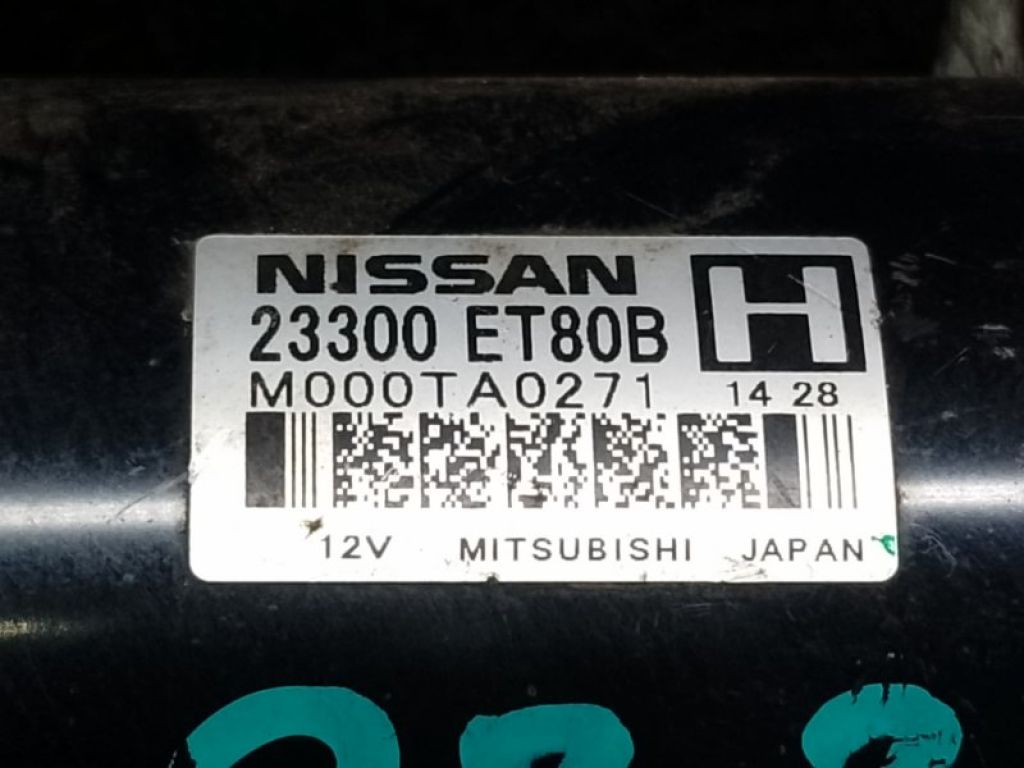 NISSAN H
23300 ET80B
M000TA0271 14 28
12V MITSUBISHI JAPAN